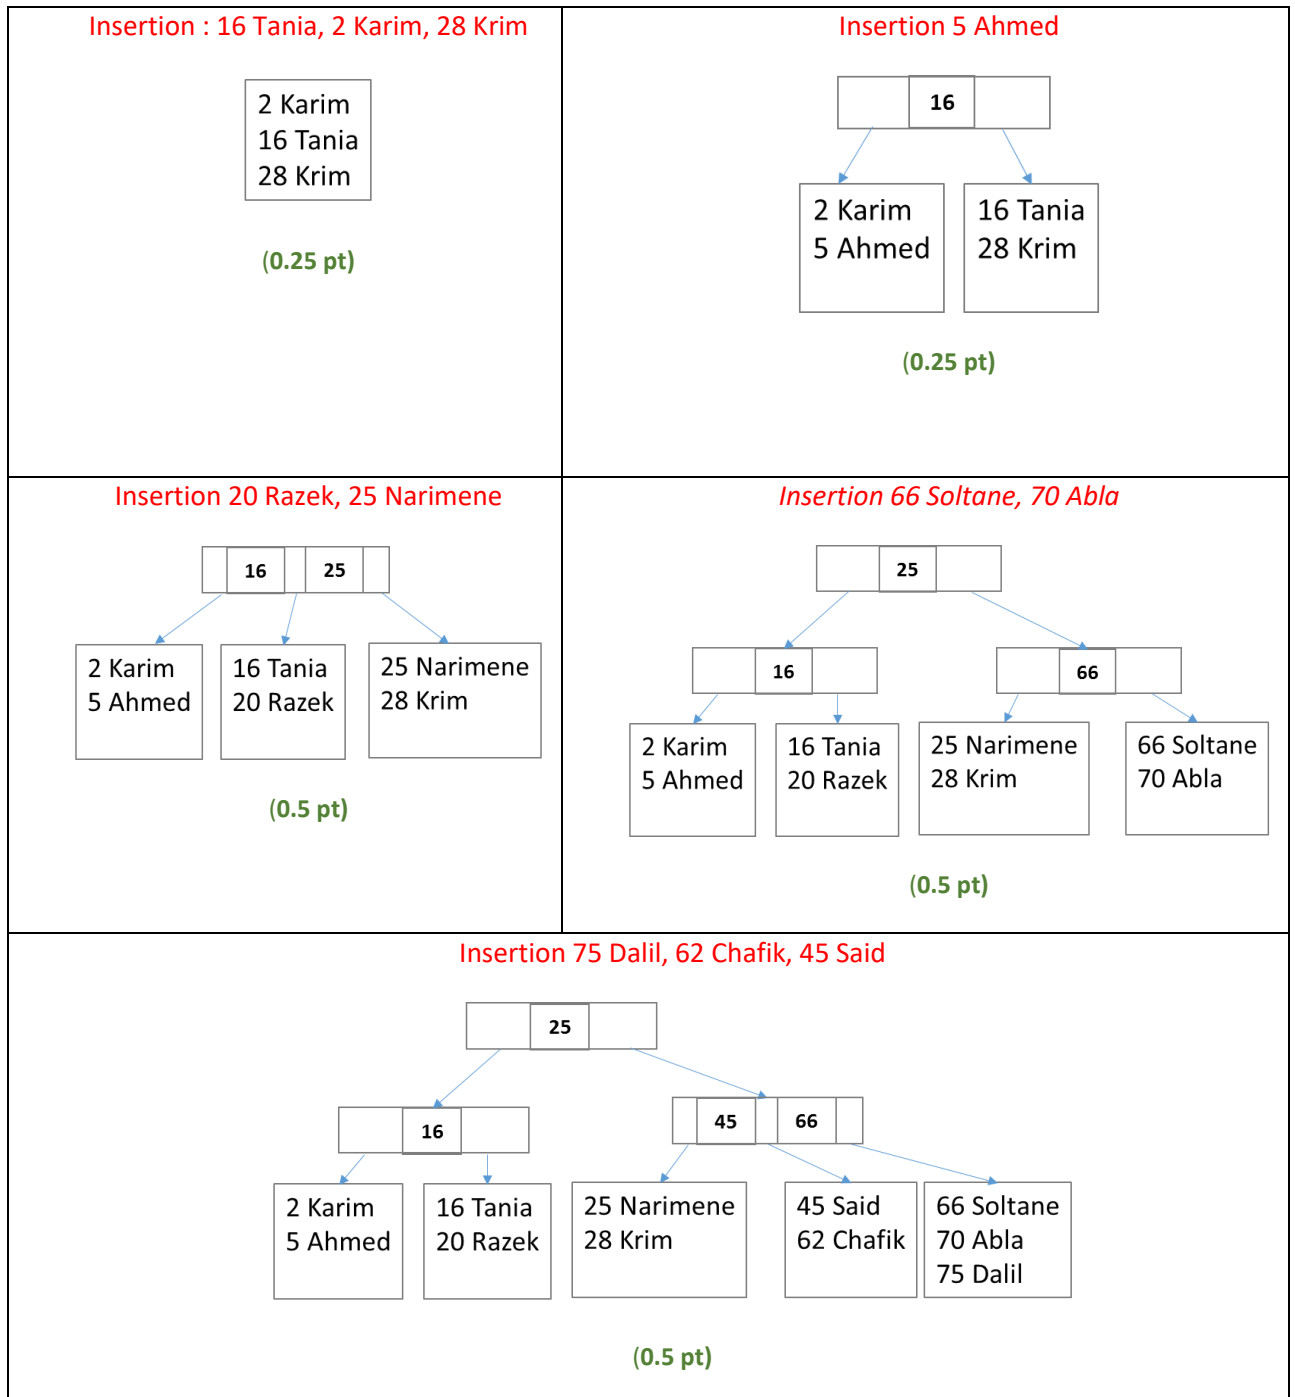 Insertion : 16 Tania, 2 Karim, 28 Krim
2 Karim
16 Tania
28 Krim
(0.25 pt)
Insertion 5 Ahmed
16
2 Karim
5 Ahmed
16 Tania
28 Krim
(0.25 pt)
Insertion 20 Razek, 25 Narimene
16
25
2 Karim
5 Ahmed
16 Tania
20 Razek
25 Narimene
28 Krim
(0.5 pt)
Insertion 66 Soltane, 70 Abla
25
16
66
2 Karim
5 Ahmed
16 Tania
20 Razek
25 Narimene
28 Krim
66 Soltane
70 Abla
(0.5 pt)
Insertion 75 Dalil, 62 Chafik, 45 Said
25
16
45
66
2 Karim
5 Ahmed
16 Tania
20 Razek
25 Narimene
28 Krim
45 Said
62 Chafik
66 Soltane
70 Abla
75 Dalil
(0.5 pt)